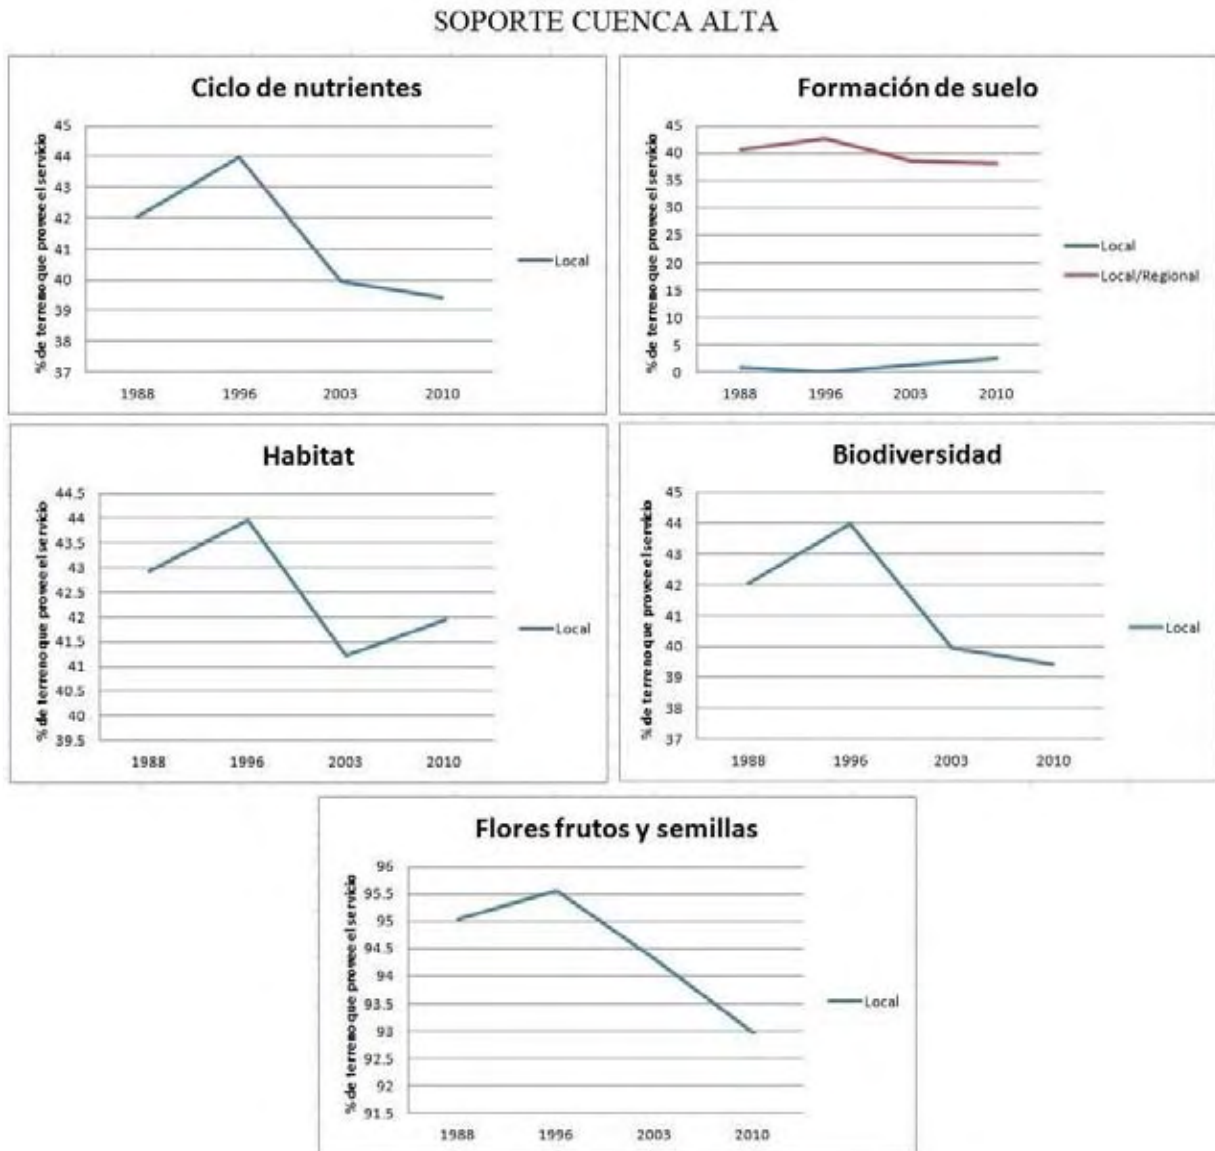 SOPORTE CUENCA ALTA
Ciclo de nutrientes
% de terreno que provee el servicio
45
44
43
42
41
40
39
38
37
1988 1996 2003 2010
Local
Formación de suelo
% de terreno que provee el servicio
45
40
35
30
25
20
15
10
5
0
1988 1996 2003 2010
Local
Local/Regional
Habitat
% de terreno que provee el servicio
44.5
44
43.5
43
42.5
42
41.5
41
40.5
40
39.5
1988 1996 2003 2010
Local
Biodiversidad
% de terreno que proveee el servicio
45
44
43
42
41
40
39
38
37
1988 1996 2003 2010
Local
Flores frutos y semillas
% de terreno que provee el servicio
96
95.5
95
94.5
94
93.5
93
92.5
92
91.5
1988 1996 2003 2010
Local